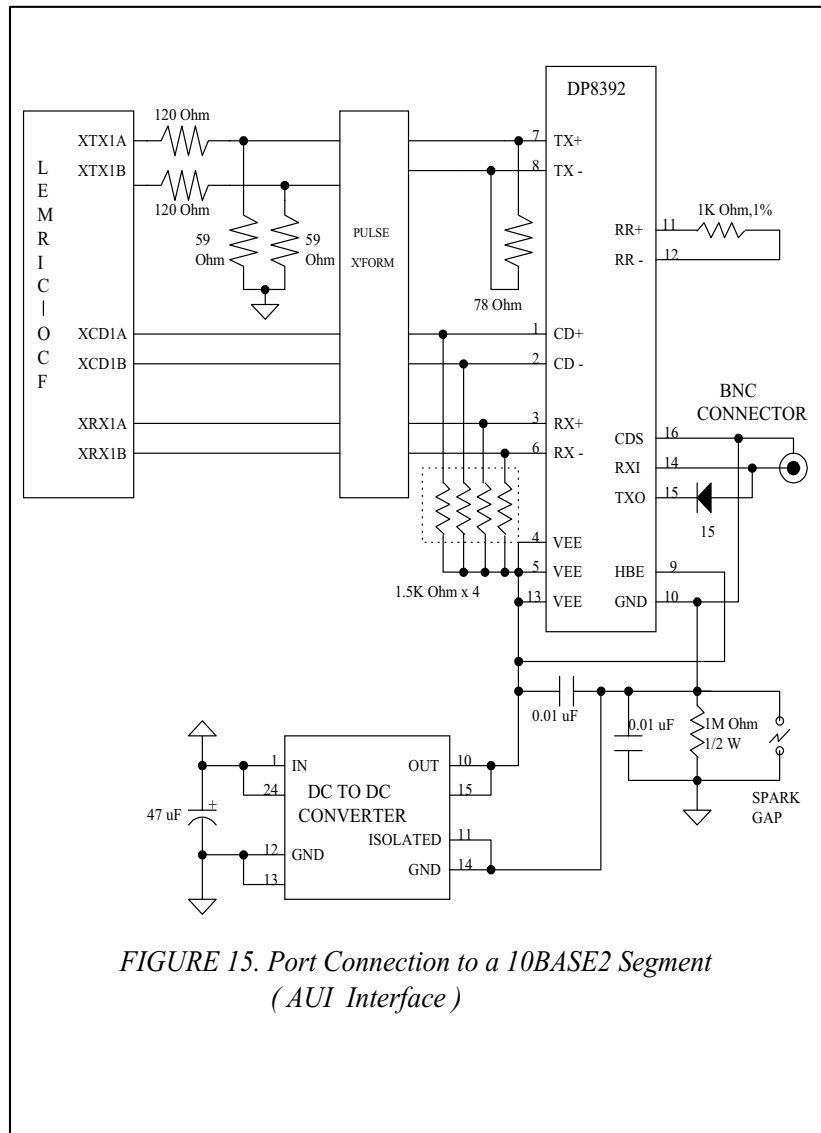 DP8392
120 Ohm
XTX1A
7 TX+
XTX1B
8 TX -
120 Ohm
LEMRIC|OCF
59 Ohm
59 Ohm
PULSE
X'FORM
1K Ohm,1%
RR+ 11
RR - 12
78 Ohm
XCD1A
1 CD+
XCD1B
2 CD -
BNC
CONNECTOR
XRX1A
3 RX+
CDS 16
XRX1B
6 RX -
RXI 14
TXO 15
15
4 VEE
5 VEE
HBE 9
1.5K Ohm x 4
13 VEE
GND 10
0.01 uF
0.01 uF
1M Ohm
1/2 W
SPARK
GAP
1 IN
OUT 10
24
DC TO DC
CONVERTER
15
47 uF
+
ISOLATED 11
12 GND
GND 14
13
FIGURE 15. Port Connection to a 10BASE2 Segment
( AUI Interface )